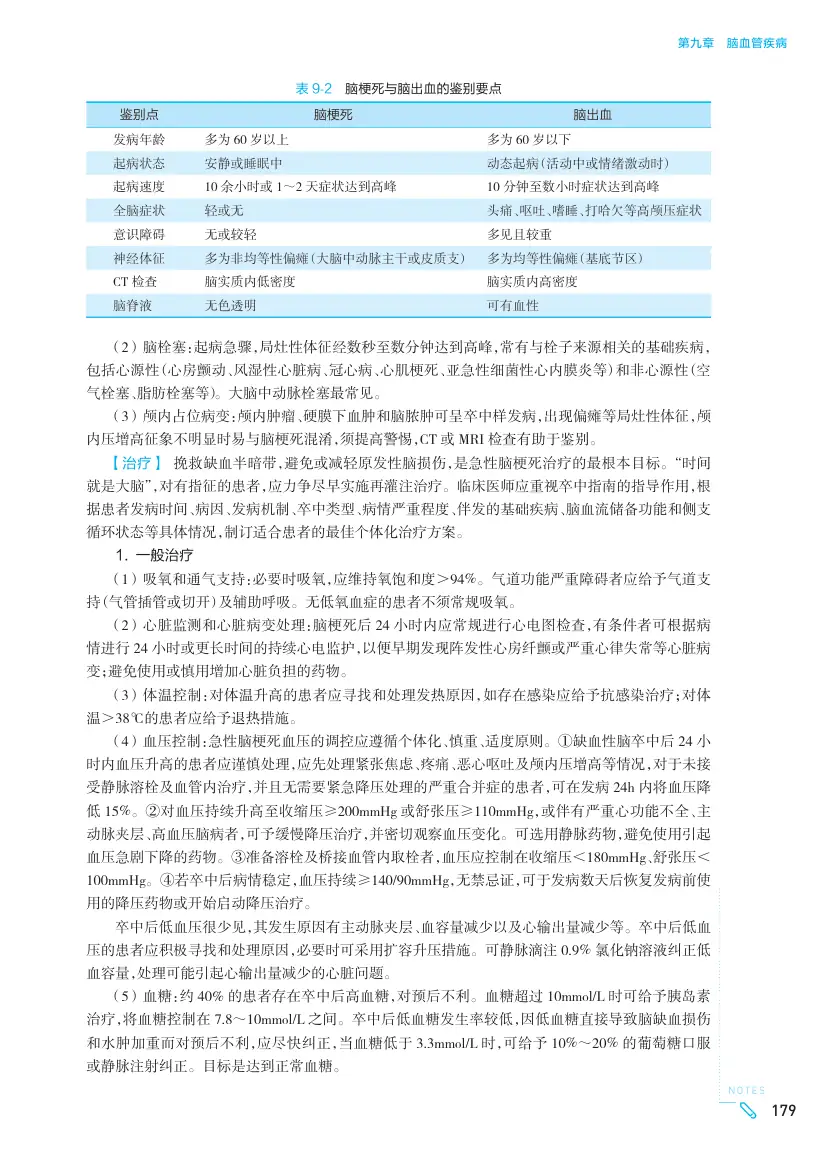 第九章 脑血管疾病
表 9-2 脑梗死与脑出血的鉴别要点
鉴别点 脑梗死 脑出血
发病年龄 多为 60 岁以上 多为 60 岁以下
起病状态 安静或睡眠中 动态起病(活动中或情绪激动时)
起病速度 10 余小时或 1～2 天症状达到高峰 10 分钟至数小时症状达到高峰
全脑症状 轻或无 头痛、呕吐、嗜睡、打哈欠等高颅压症状
意识障碍 无或较轻 多见且较重
神经体征 多为非均等性偏瘫(大脑中动脉主干或皮质支) 多为均等性偏瘫(基底节区)
CT 检查 脑实质内低密度 脑实质内高密度
脑脊液 无色透明 可有血性
(2)脑栓塞:起病急骤,局灶性体征经数秒至数分钟达到高峰,常有与栓子来源相关的基础疾病,
包括心源性(心房颤动、风湿性心脏病、冠心病、心肌梗死、亚急性细菌性心内膜炎等)和非心源性(空
气栓塞、脂肪栓塞等)。大脑中动脉栓塞最常见。
(3)颅内占位病变:颅内肿瘤、硬膜下血肿和脑脓肿可呈卒中样发病,出现偏瘫等局灶性体征,颅
内压增高征象不明显时易与脑梗死混淆,须提高警惕,CT 或 MRI 检查有助于鉴别。
【治疗】 挽救缺血半暗带,避免或减轻原发性脑损伤,是急性脑梗死治疗的最根本目标。“时间
就是大脑”,对有指征的患者,应力争尽早实施再灌注治疗。临床医师应重视卒中指南的指导作用,根
据患者发病时间、病因、发病机制、卒中类型、病情严重程度、伴发的基础疾病、脑血流储备功能和侧支
循环状态等具体情况,制订适合患者的最佳个体化治疗方案。
1. 一般治疗
(1)吸氧和通气支持:必要时吸氧,应维持氧饱和度＞94%。气道功能严重障碍者应给予气道支
持(气管插管或切开)及辅助呼吸。无低氧血症的患者不须常规吸氧。
(2)心脏监测和心脏病变处理:脑梗死后 24 小时内应常规进行心电图检查,有条件者可根据病
情进行 24 小时或更长时间的持续心电监护,以便早期发现阵发性心房纤颤或严重心律失常等心脏病
变;避免使用或慎用增加心脏负担的药物。
(3)体温控制:对体温升高的患者应寻找和处理发热原因,如存在感染应给予抗感染治疗;对体
温＞38℃的患者应给予退热措施。
(4)血压控制:急性脑梗死血压的调控应遵循个体化、慎重、适度原则。①缺血性脑卒中后 24 小
时内血压升高的患者应谨慎处理,应先处理紧张焦虑、疼痛、恶心呕吐及颅内压增高等情况,对于未接
受静脉溶栓及血管内治疗,并且无需要紧急降压处理的严重合并症的患者,可在发病 24h 内将血压降
低 15%。②对血压持续升高至收缩压≥200mmHg 或舒张压≥110mmHg,或伴有严重心功能不全、主
动脉夹层、高血压脑病者,可予缓慢降压治疗,并密切观察血压变化。可选用静脉药物,避免使用引起
血压急剧下降的药物。③准备溶栓及桥接血管内取栓者,血压应控制在收缩压＜180mmHg、舒张压＜
100mmHg。④若卒中后病情稳定,血压持续≥140/90mmHg,无禁忌证,可于发病数天后恢复发病前使
用的降压药物或开始启动降压治疗。
卒中后低血压很少见,其发生原因有主动脉夹层、血容量减少以及心输出量减少等。卒中后低血
压的患者应积极寻找和处理原因,必要时可采用扩容升压措施。可静脉滴注 0.9% 氯化钠溶液纠正低
血容量,处理可能引起心输出量减少的心脏问题。
(5)血糖:约 40% 的患者存在卒中后高血糖,对预后不利。血糖超过 10mmol/L 时可给予胰岛素
治疗,将血糖控制在 7.8～10mmol/L 之间。卒中后低血糖发生率较低,因低血糖直接导致脑缺血损伤
和水肿加重而对预后不利,应尽快纠正,当血糖低于 3.3mmol/L 时,可给予 10%～20% 的葡萄糖口服
或静脉注射纠正。目标是达到正常血糖。
NOTES
179